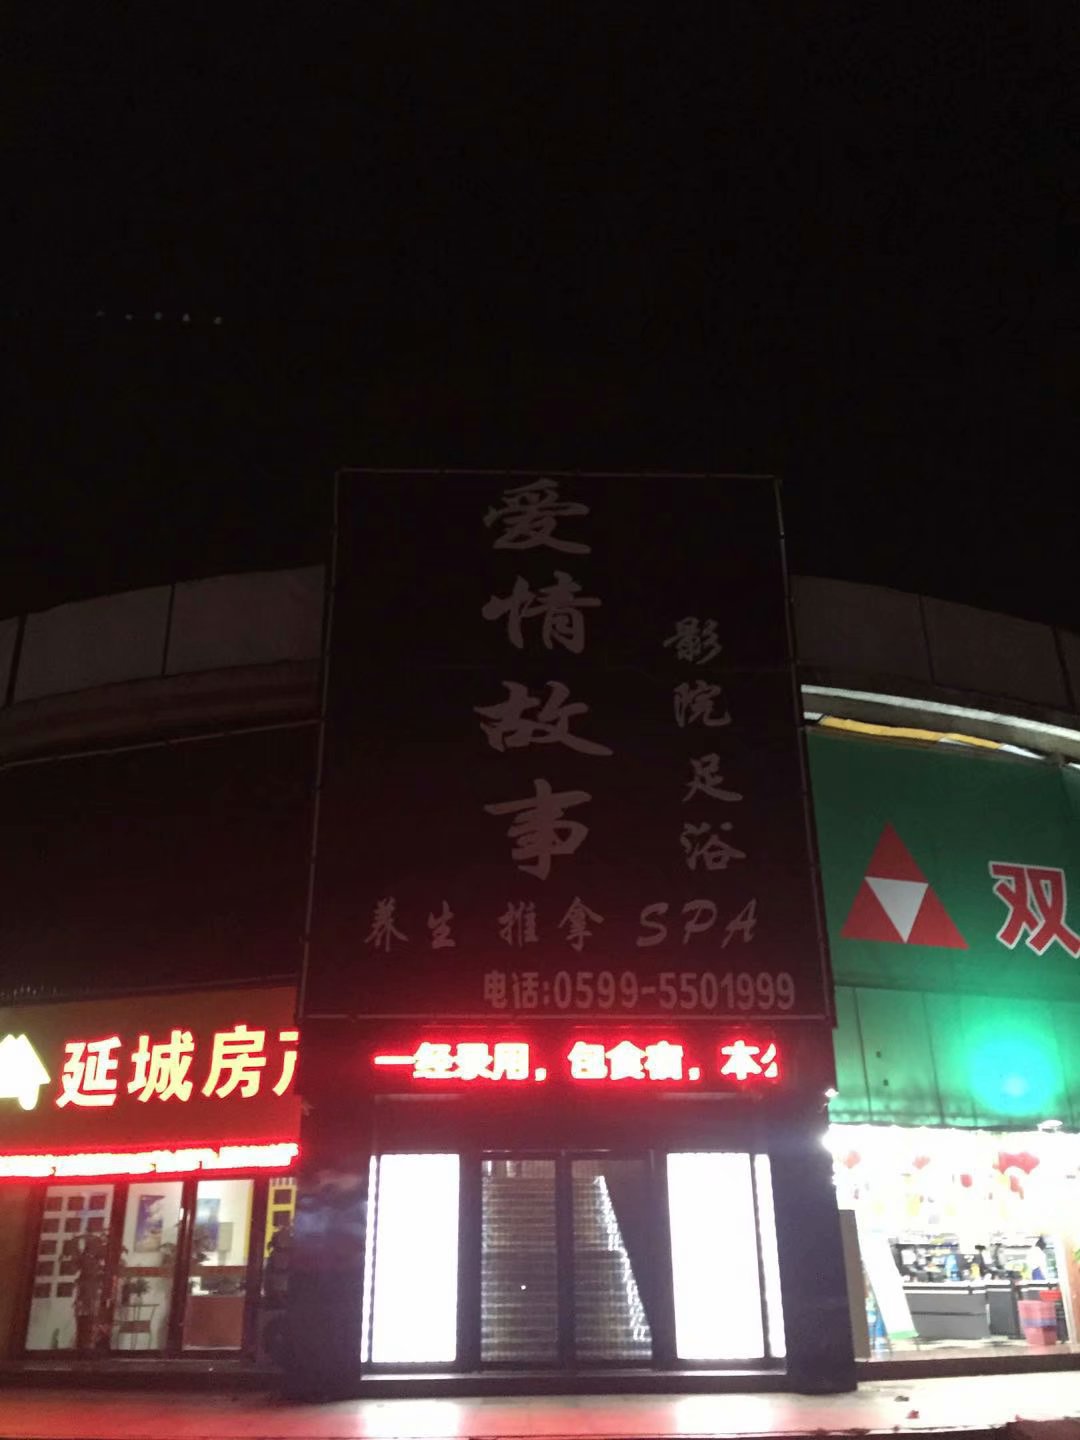 爱情故事
影院足浴
养生 推拿 SPA
电话:0599-5501999
一经录用，包食宿，本
延城房
双